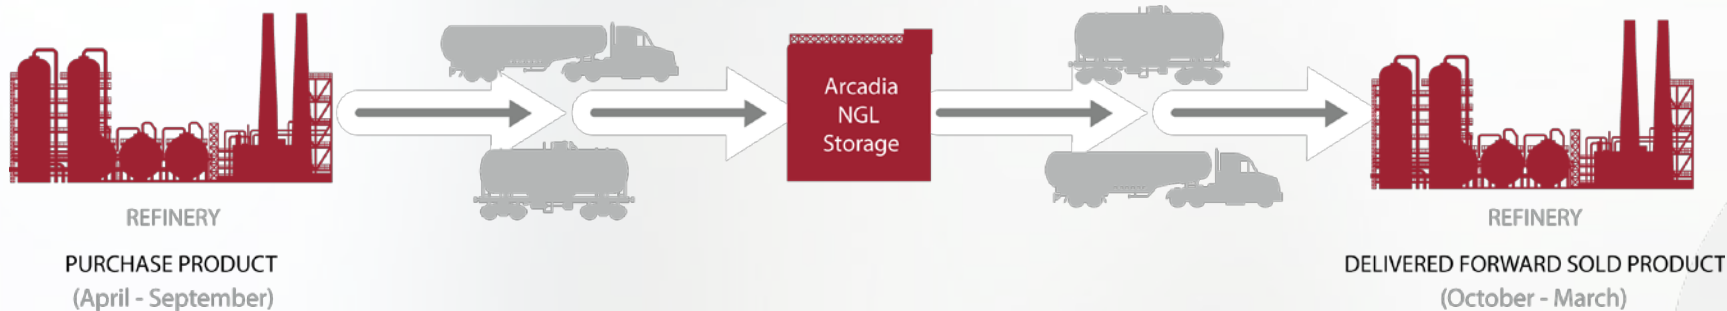 Arcadia
NGL
Storage
REFINERY
PURCHASE PRODUCT
(April - September)
REFINERY
DELIVERED FORWARD SOLD PRODUCT
(October - March)